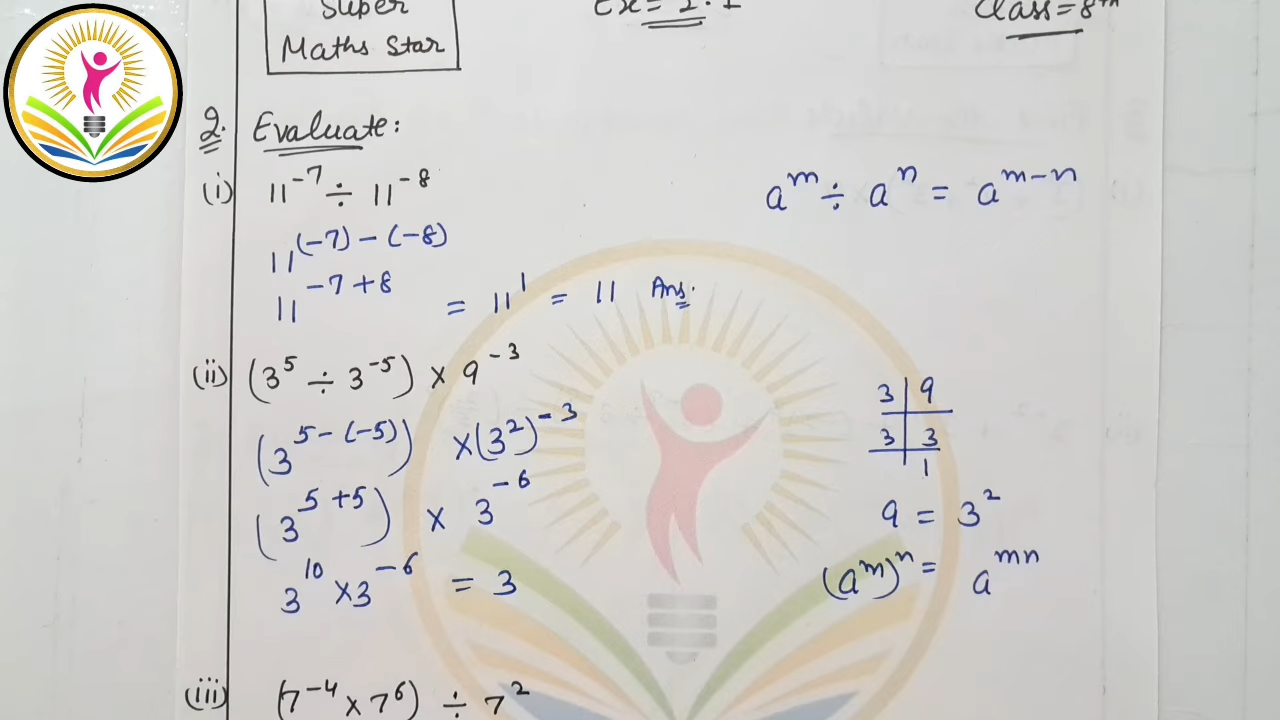 Super
Maths Star
Ex = 2.1
Class = 8th
2. Evaluate:
(i) 11^-7 ÷ 11^-8
a^m ÷ a^n = a^m-n
11^(-7) - (-8)
11^-7+8 = 11^1 = 11 Ans.
(ii) (3^5 ÷ 3^-5) × 9^-3
(3^5-(-5)) × (3^2)^-3
(3^5+5) × 3^-6
3^10 × 3^-6 = 3
3 | 9
3 | 3
1
9 = 3^2
(a^m)^n = a^mn
(iii) (7^-4 × 7^6) ÷ 7^2